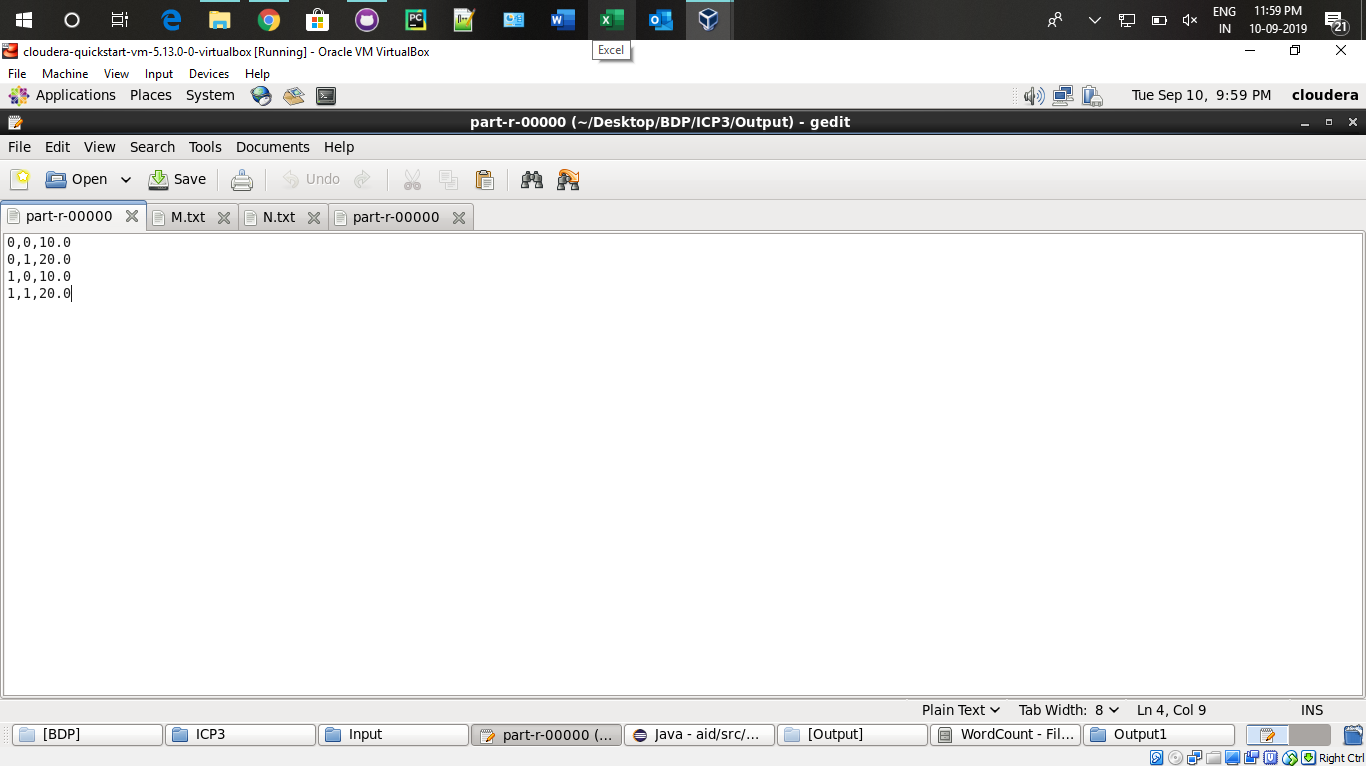 ENG
11:59 PM
IN
10-09-2019
21
PC
Excel
cloudera-quickstart-vm-5.13.0-0-virtualbox [Running] - Oracle VM VirtualBox
File Machine View Input Devices Help
Applications Places System Tue Sep 10, 9:59 PM cloudera
part-r-00000 (~/Desktop/BDP/ICP3/Output) - gedit
File Edit View Search Tools Documents Help
Open Save Undo
part-r-00000 M.txt N.txt part-r-00000
0,0,10.0
0,1,20.0
1,0,10.0
1,1,20.0
Plain Text Tab Width: 8 Ln 4, Col 9 INS
[BDP] ICP3 Input part-r-00000 (... Java - aid/src/... [Output] WordCount - Fil... Output1
Right Ctrl